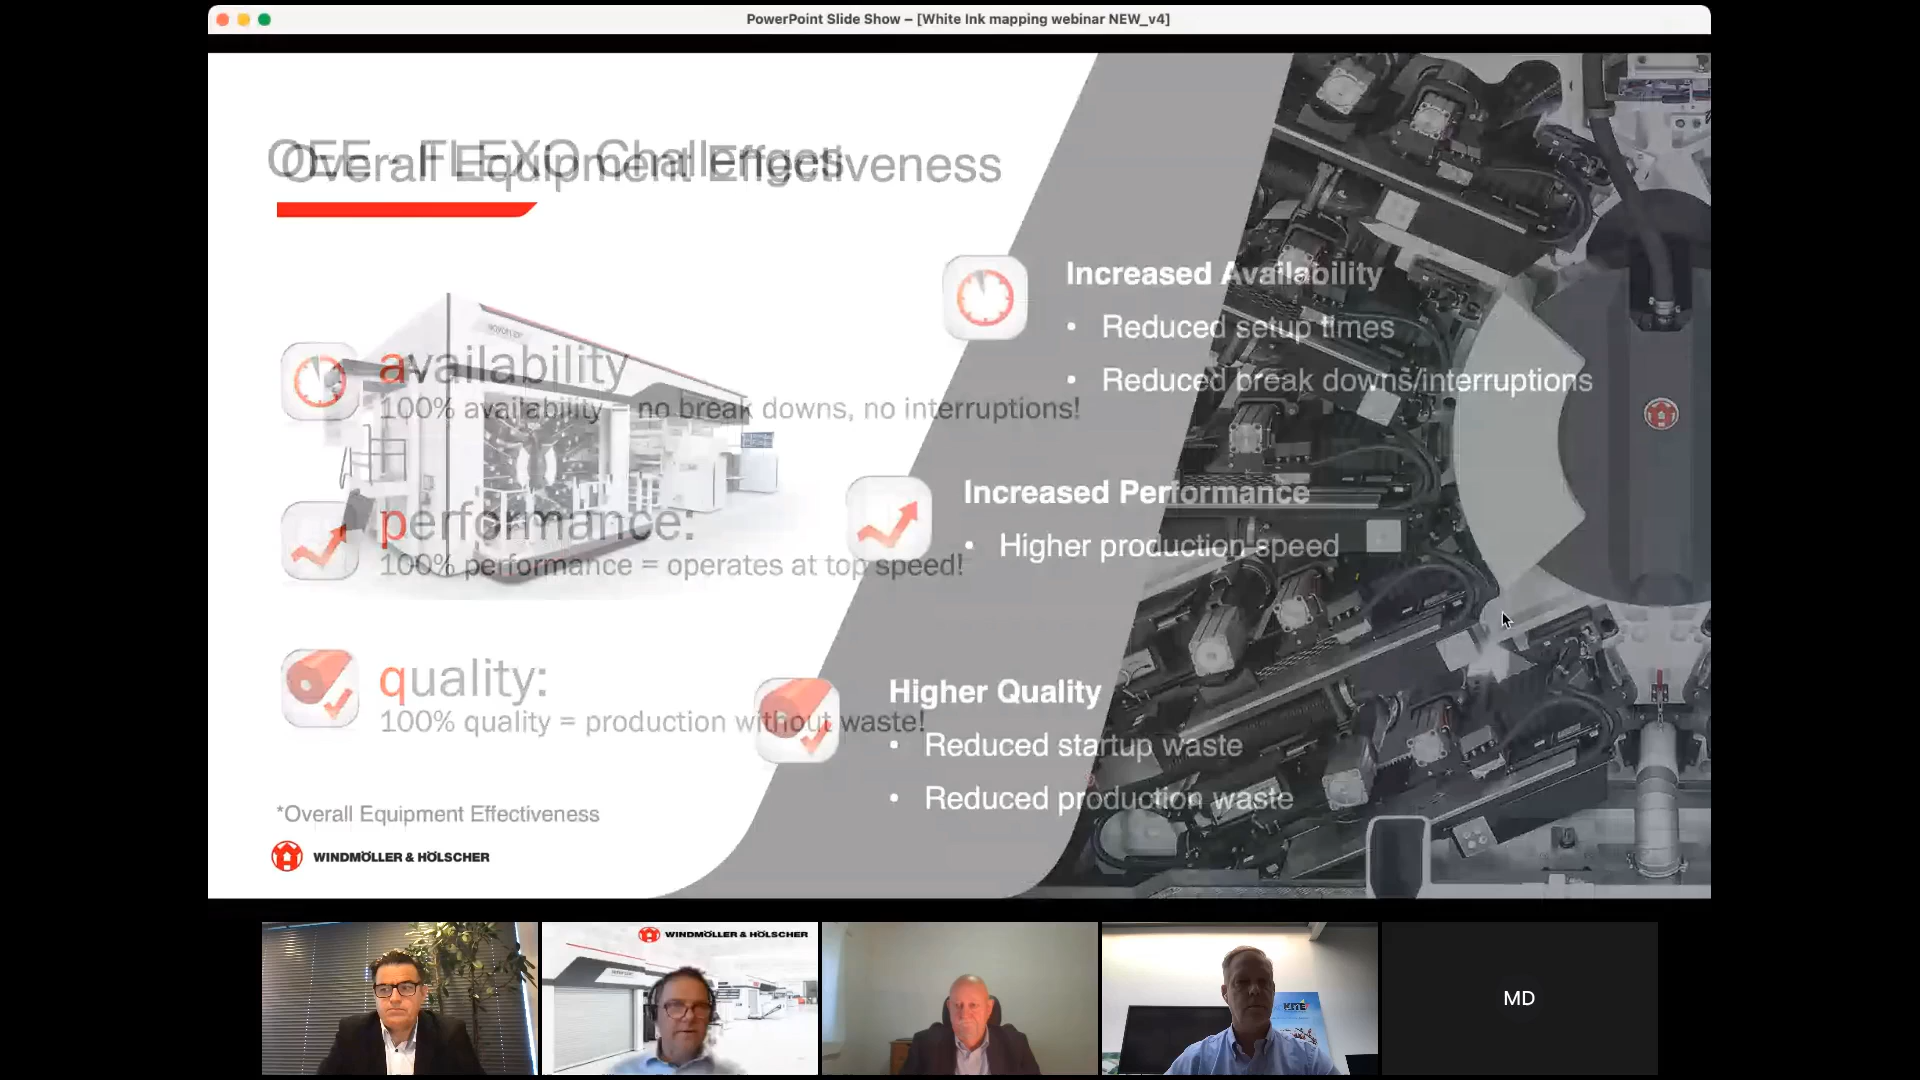 PowerPoint Slide Show – [White Ink mapping webinar NEW_v4]
OEE - FLEXO Challenges
Overall Equipment Effectiveness
Increased Availability
• Reduced setup times
• Reduced break downs/interruptions
availability
100% availability = no break downs, no interruptions!
Increased Performance
• Higher production speed
performance:
100% performance = operates at top speed!
Higher Quality
• Reduced startup waste
• Reduced production waste
quality:
100% quality = production without waste!
*Overall Equipment Effectiveness
WINDMÖLLER & HÖLSCHER
WINDMÖLLER & HÖLSCHER
MD